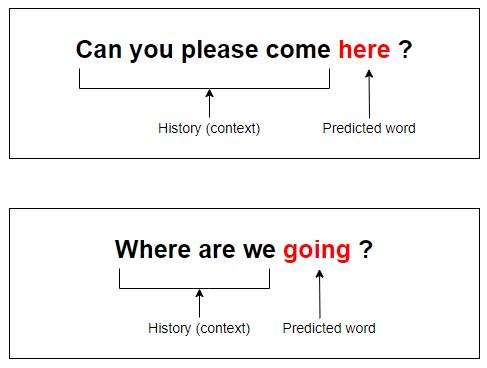 Can you please come here ?
History (context) Predicted word
Where are we going ?
History (context) Predicted word